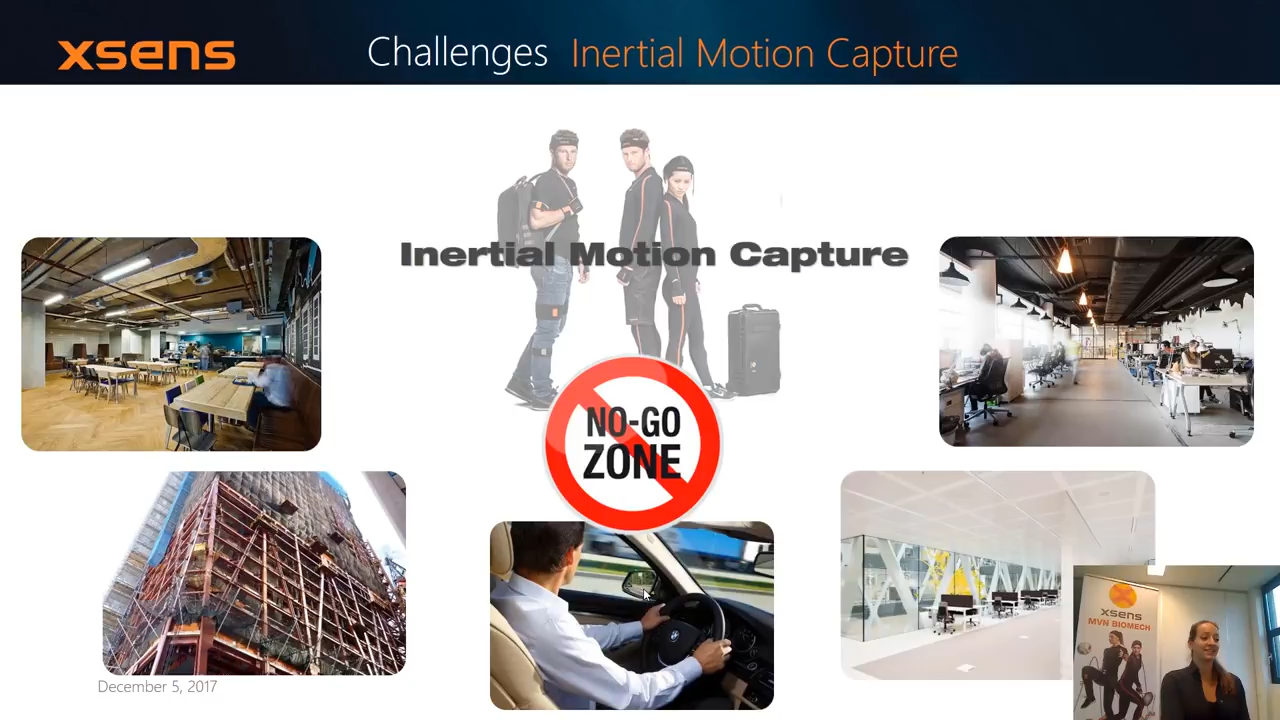 xsens
Challenges Inertial Motion Capture
Inertial Motion Capture
NO-GO
ZONE
December 5, 2017
xsens
MVN BIOMECH